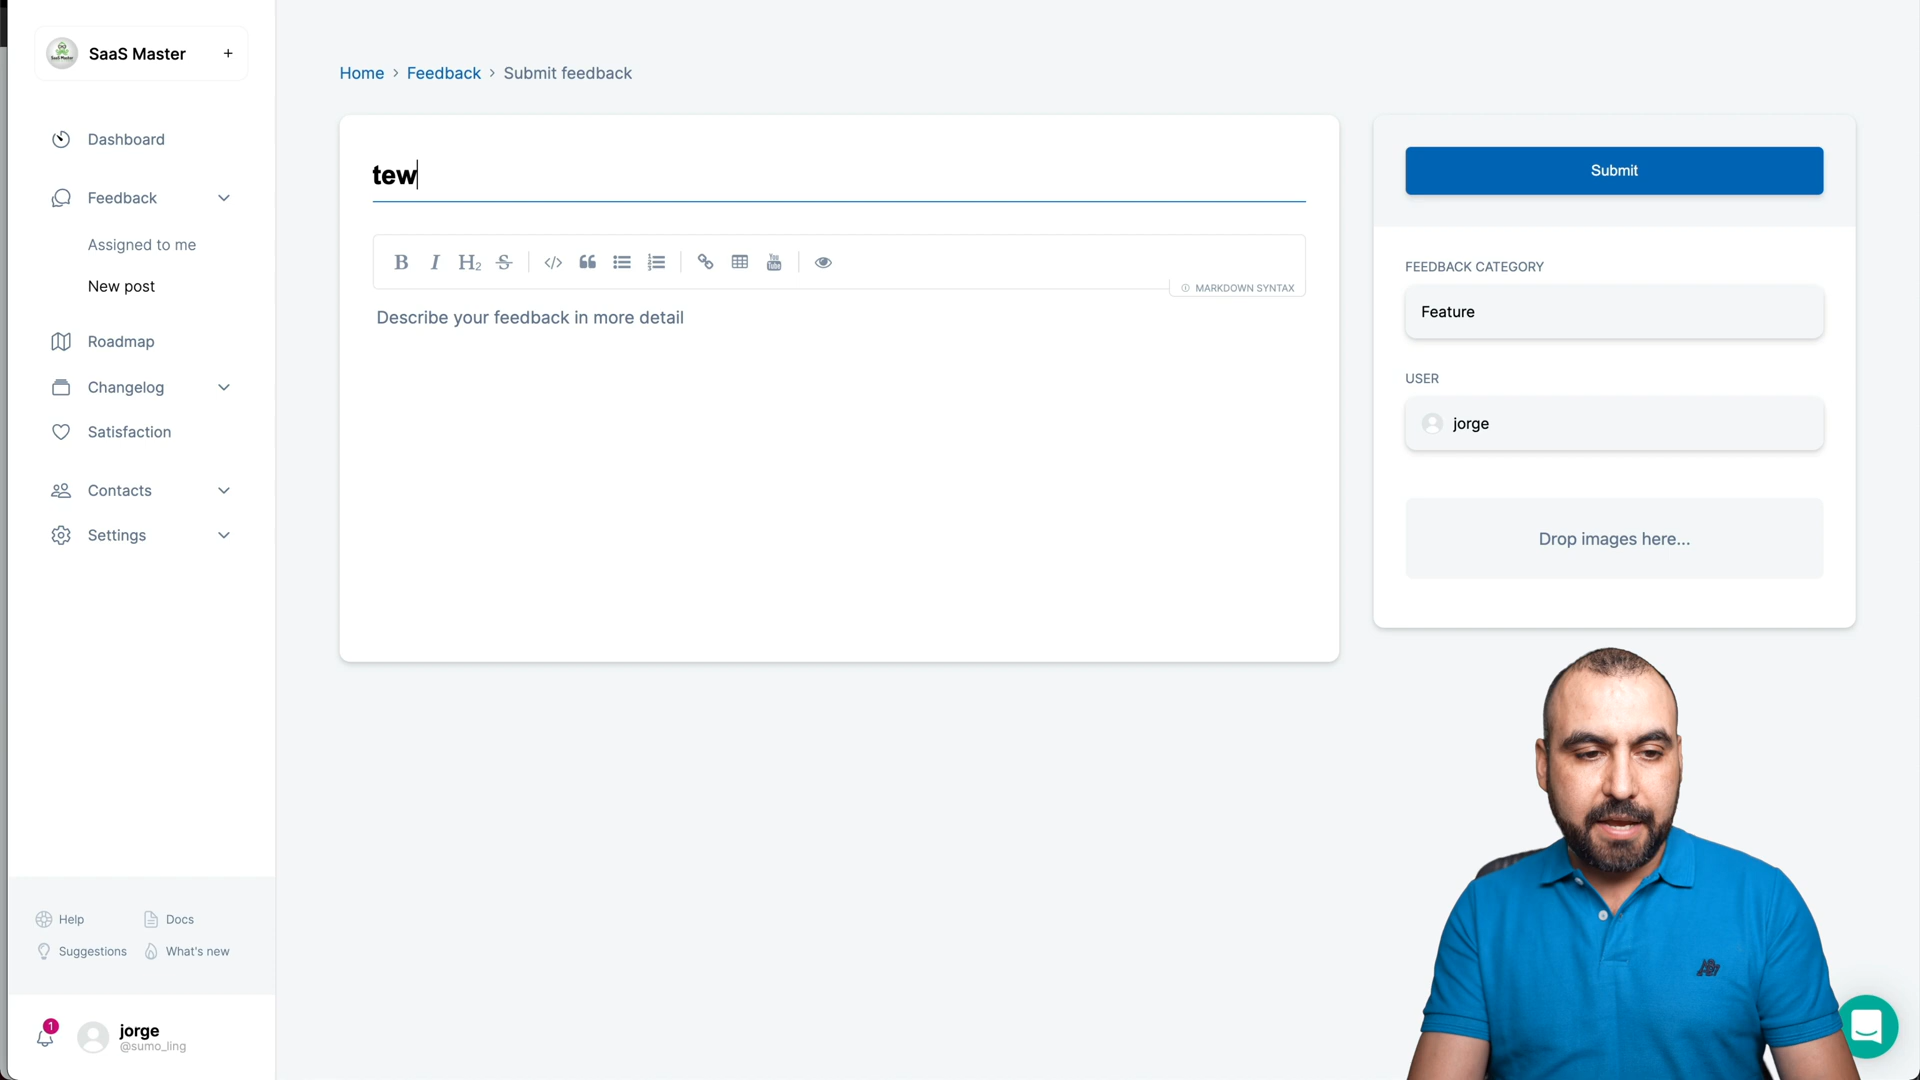 SaaS Master +
Dashboard
Feedback
Assigned to me
New post
Roadmap
Changelog
Satisfaction
Contacts
Settings
Help
Docs
Suggestions
What's new
1
jorge
@sumo_ling
Home > Feedback > Submit feedback
tew
B I H2 S
MARKDOWN SYNTAX
Describe your feedback in more detail
Submit
FEEDBACK CATEGORY
Feature
USER
jorge
Drop images here...